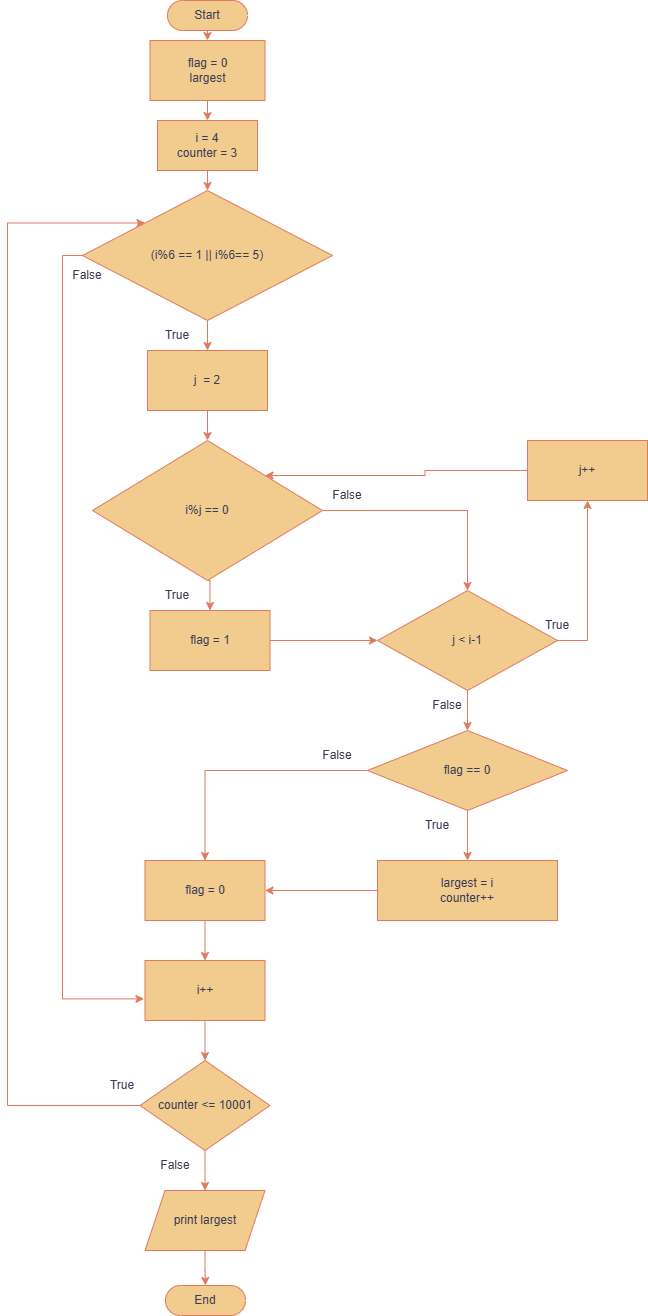 Start
flag = 0
largest
i = 4
counter = 3
(i%6 == 1 || i%6== 5)
False
True
j  = 2
j++
i%j == 0
False
True
flag = 1
j < i-1
True
False
flag == 0
False
True
flag = 0
largest = i
counter++
i++
True
counter <= 10001
False
print largest
End